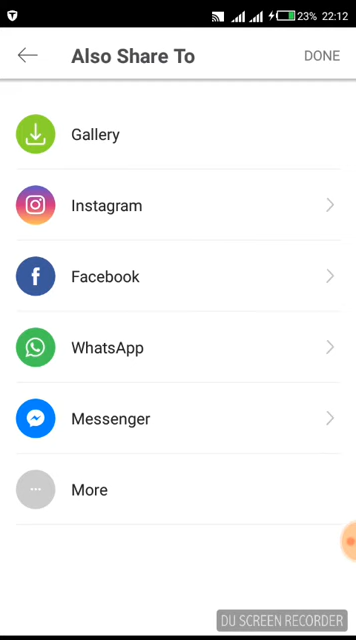 23% 22:12
Also Share To
DONE
Gallery
Instagram
Facebook
WhatsApp
Messenger
More
DU SCREEN RECORDER